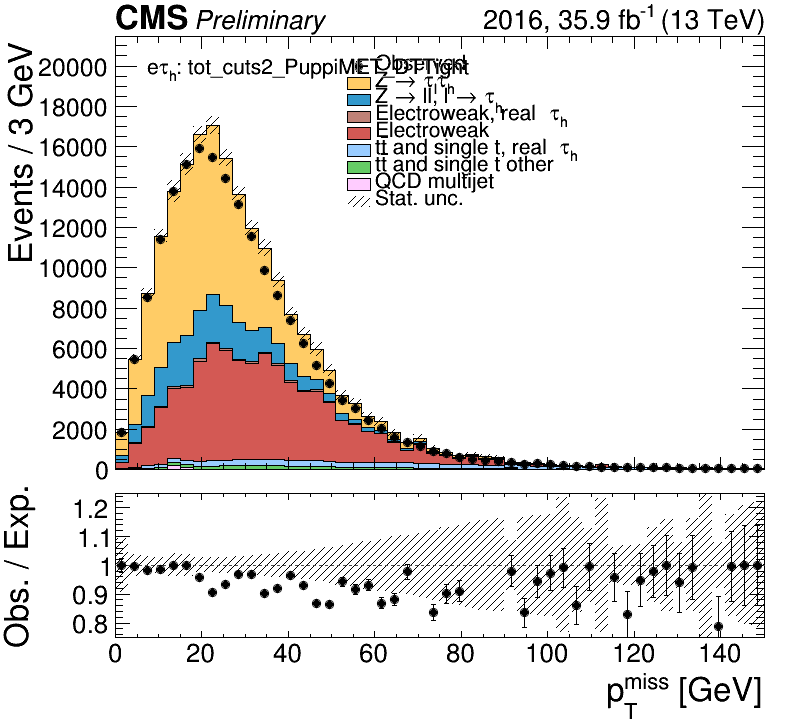 CMS Preliminary 2016, 35.9 fb⁻¹ (13 TeV)
Events / 3 GeV
20000
18000
16000
14000
12000
10000
8000
6000
4000
2000
0
eτh: tot_cuts2_PuppiMET_DTTight
Observed
Z → τlτh
Z → ll, l → τh
Electroweak, real τh
Electroweak
tt̄ and single t, real τh
tt̄ and single t other
QCD multijet
Stat. unc.
Obs. / Exp.
1.2
1.1
1
0.9
0.8
0 20 40 60 80 100 120 140
pTmiss [GeV]